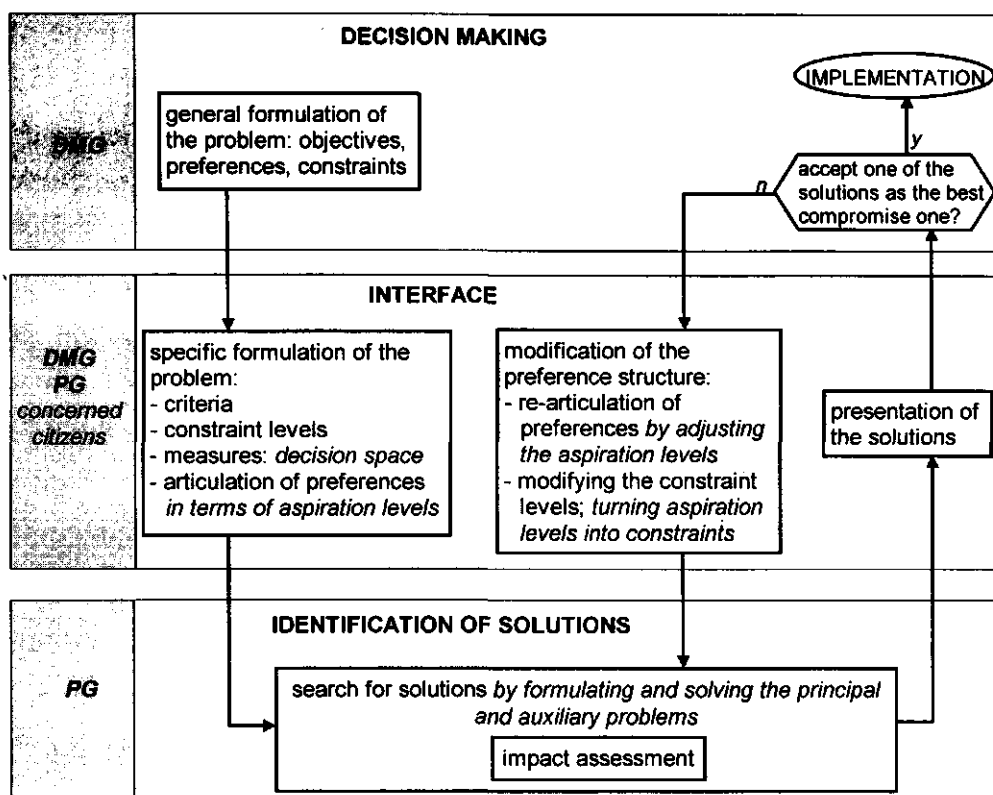 DECISION MAKING
DMG
general formulation of
the problem: objectives,
preferences, constraints
IMPLEMENTATION
y
n
accept one of the
solutions as the best
compromise one?
INTERFACE
DMG
PG
concerned
citizens
specific formulation of the
problem:
- criteria
- constraint levels
- measures: decision space
- articulation of preferences
in terms of aspiration levels
modification of the
preference structure:
- re-articulation of
preferences by adjusting
the aspiration levels
- modifying the constraint
levels; turning aspiration
levels into constraints
presentation of
the solutions
IDENTIFICATION OF SOLUTIONS
PG
search for solutions by formulating and solving the principal
and auxiliary problems
impact assessment